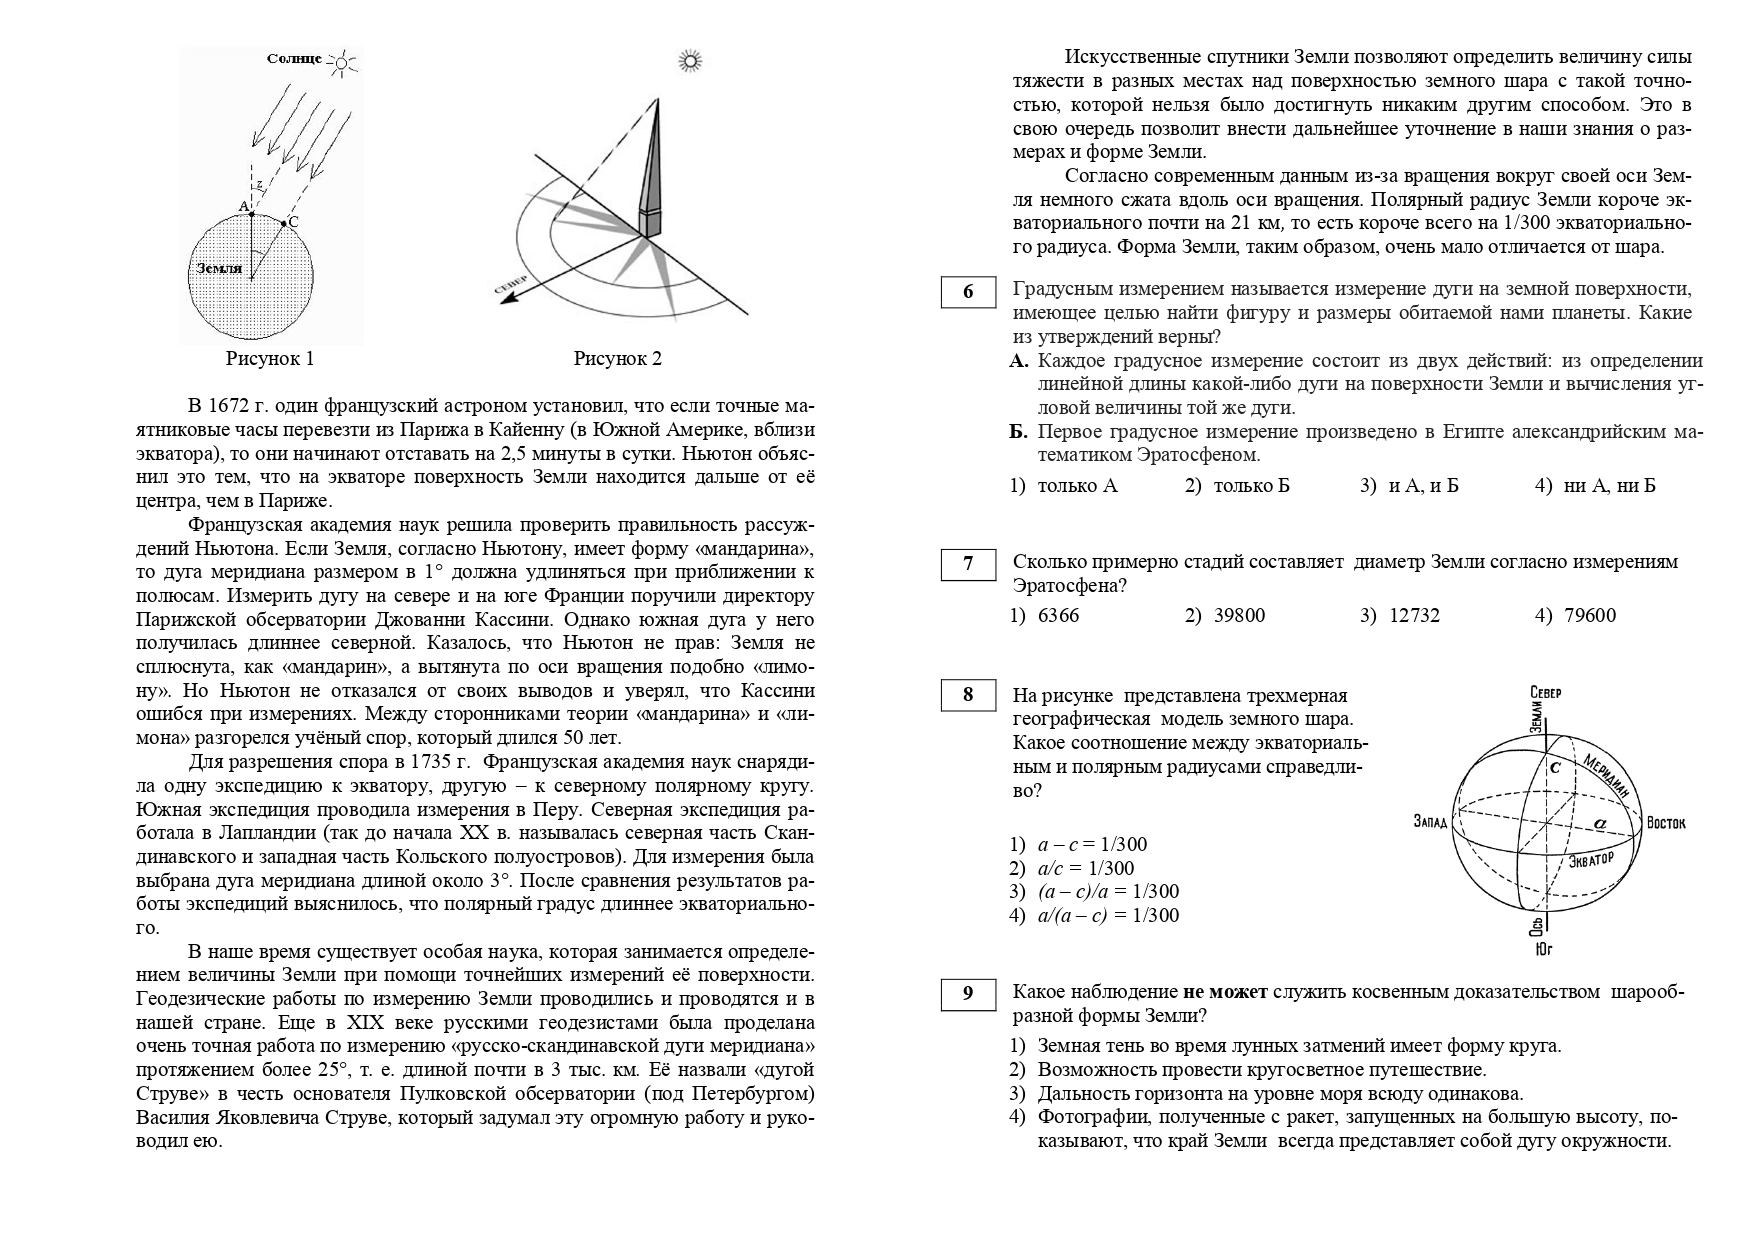 Солнце
z
A
C
Земля
Рисунок 1
СЕВЕР
Рисунок 2
В 1672 г. один французский астроном установил, что если точные ма-
ятниковые часы перевезти из Парижа в Кайенну (в Южной Америке, вблизи
экватора), то они начинают отставать на 2,5 минуты в сутки. Ньютон объяс-
нил это тем, что на экваторе поверхность Земли находится дальше от её
центра, чем в Париже.
Французская академия наук решила проверить правильность рассуж-
дений Ньютона. Если Земля, согласно Ньютону, имеет форму «мандарина»,
то дуга меридиана размером в 1° должна удлиняться при приближении к
полюсам. Измерить дугу на севере и на юге Франции поручили директору
Парижской обсерватории Джованни Кассини. Однако южная дуга у него
получилась длиннее северной. Казалось, что Ньютон не прав: Земля не
сплюснута, как «мандарин», а вытянута по оси вращения подобно «лимо-
ну». Но Ньютон не отказался от своих выводов и уверял, что Кассини
ошибся при измерениях. Между сторонниками теории «мандарина» и «ли-
мона» разгорелся учёный спор, который длился 50 лет.
Для разрешения спора в 1735 г. Французская академия наук снаряди-
ла одну экспедицию к экватору, другую – к северному полярному кругу.
Южная экспедиция проводила измерения в Перу. Северная экспедиция ра-
ботала в Лапландии (так до начала XX в. называлась северная часть Скан-
динавского и западная часть Кольского полуостровов). Для измерения была
выбрана дуга меридиана длиной около 3°. После сравнения результатов ра-
боты экспедиций выяснилось, что полярный градус длиннее экваториально-
го.
В наше время существует особая наука, которая занимается определе-
нием величины Земли при помощи точнейших измерений её поверхности.
Геодезические работы по измерению Земли проводились и проводятся и в
нашей стране. Еще в XIX веке русскими геодезистами была проделана
очень точная работа по измерению «русско-скандинавской дуги меридиана»
протяжением более 25°, т. е. длиной почти в 3 тыс. км. Её назвали «дугой
Струве» в честь основателя Пулковской обсерватории (под Петербургом)
Василия Яковлевича Струве, который задумал эту огромную работу и руко-
водил ею.
Искусственные спутники Земли позволяют определить величину силы
тяжести в разных местах над поверхностью земного шара с такой точно-
стью, которой нельзя было достигнуть никаким другим способом. Это в
свою очередь позволит внести дальнейшее уточнение в наши знания о раз-
мерах и форме Земли.
Согласно современным данным из-за вращения вокруг своей оси Зем-
ля немного сжата вдоль оси вращения. Полярный радиус Земли короче эк-
ваториального почти на 21 км, то есть короче всего на 1/300 экваториально-
го радиуса. Форма Земли, таким образом, очень мало отличается от шара.
6 Градусным измерением называется измерение дуги на земной поверхности,
имеющее целью найти фигуру и размеры обитаемой нами планеты. Какие
из утверждений верны?
А. Каждое градусное измерение состоит из двух действий: из определении
линейной длины какой-либо дуги на поверхности Земли и вычисления уг-
ловой величины той же дуги.
Б. Первое градусное измерение произведено в Египте александрийским ма-
тематиком Эратосфеном.
1) только А 2) только Б 3) и А, и Б 4) ни А, ни Б
7 Сколько примерно стадий составляет диаметр Земли согласно измерениям
Эратосфена?
1) 6366 2) 39800 3) 12732 4) 79600
8 На рисунке представлена трехмерная
географическая модель земного шара.
Какое соотношение между экваториаль-
ным и полярным радиусами справедли-
во?
1) a – c = 1/300
2) a/c = 1/300
3) (a – c)/a = 1/300
4) a/(a – c) = 1/300
СЕВЕР
ЗЕМЛИ
C
МЕРИДИАН
ЗАПАД
a
ВОСТОК
ЭКВАТОР
ОСЬ
ЮГ
9 Какое наблюдение не может служить косвенным доказательством шарооб-
разной формы Земли?
1) Земная тень во время лунных затмений имеет форму круга.
2) Возможность провести кругосветное путешествие.
3) Дальность горизонта на уровне моря всюду одинакова.
4) Фотографии, полученные с ракет, запущенных на большую высоту, по-
казывают, что край Земли всегда представляет собой дугу окружности.